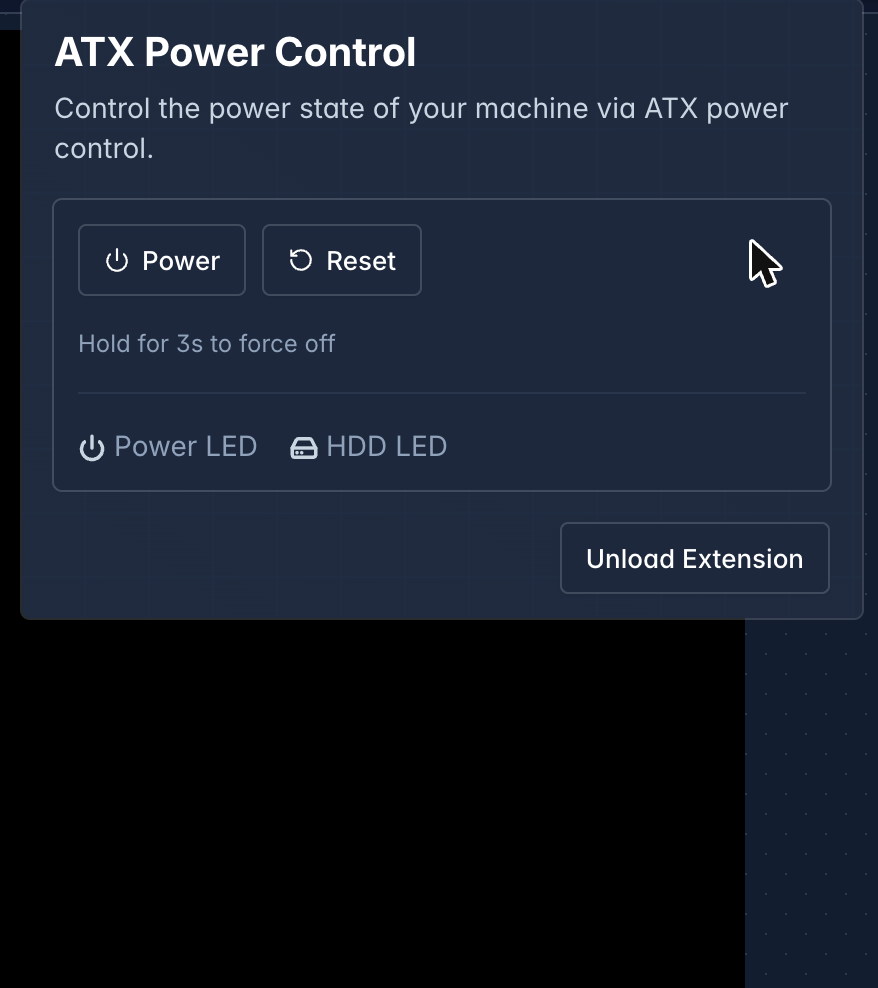 ATX Power Control
Control the power state of your machine via ATX power
control.
Power Reset
Hold for 3s to force off
Power LED HDD LED
Unload Extension